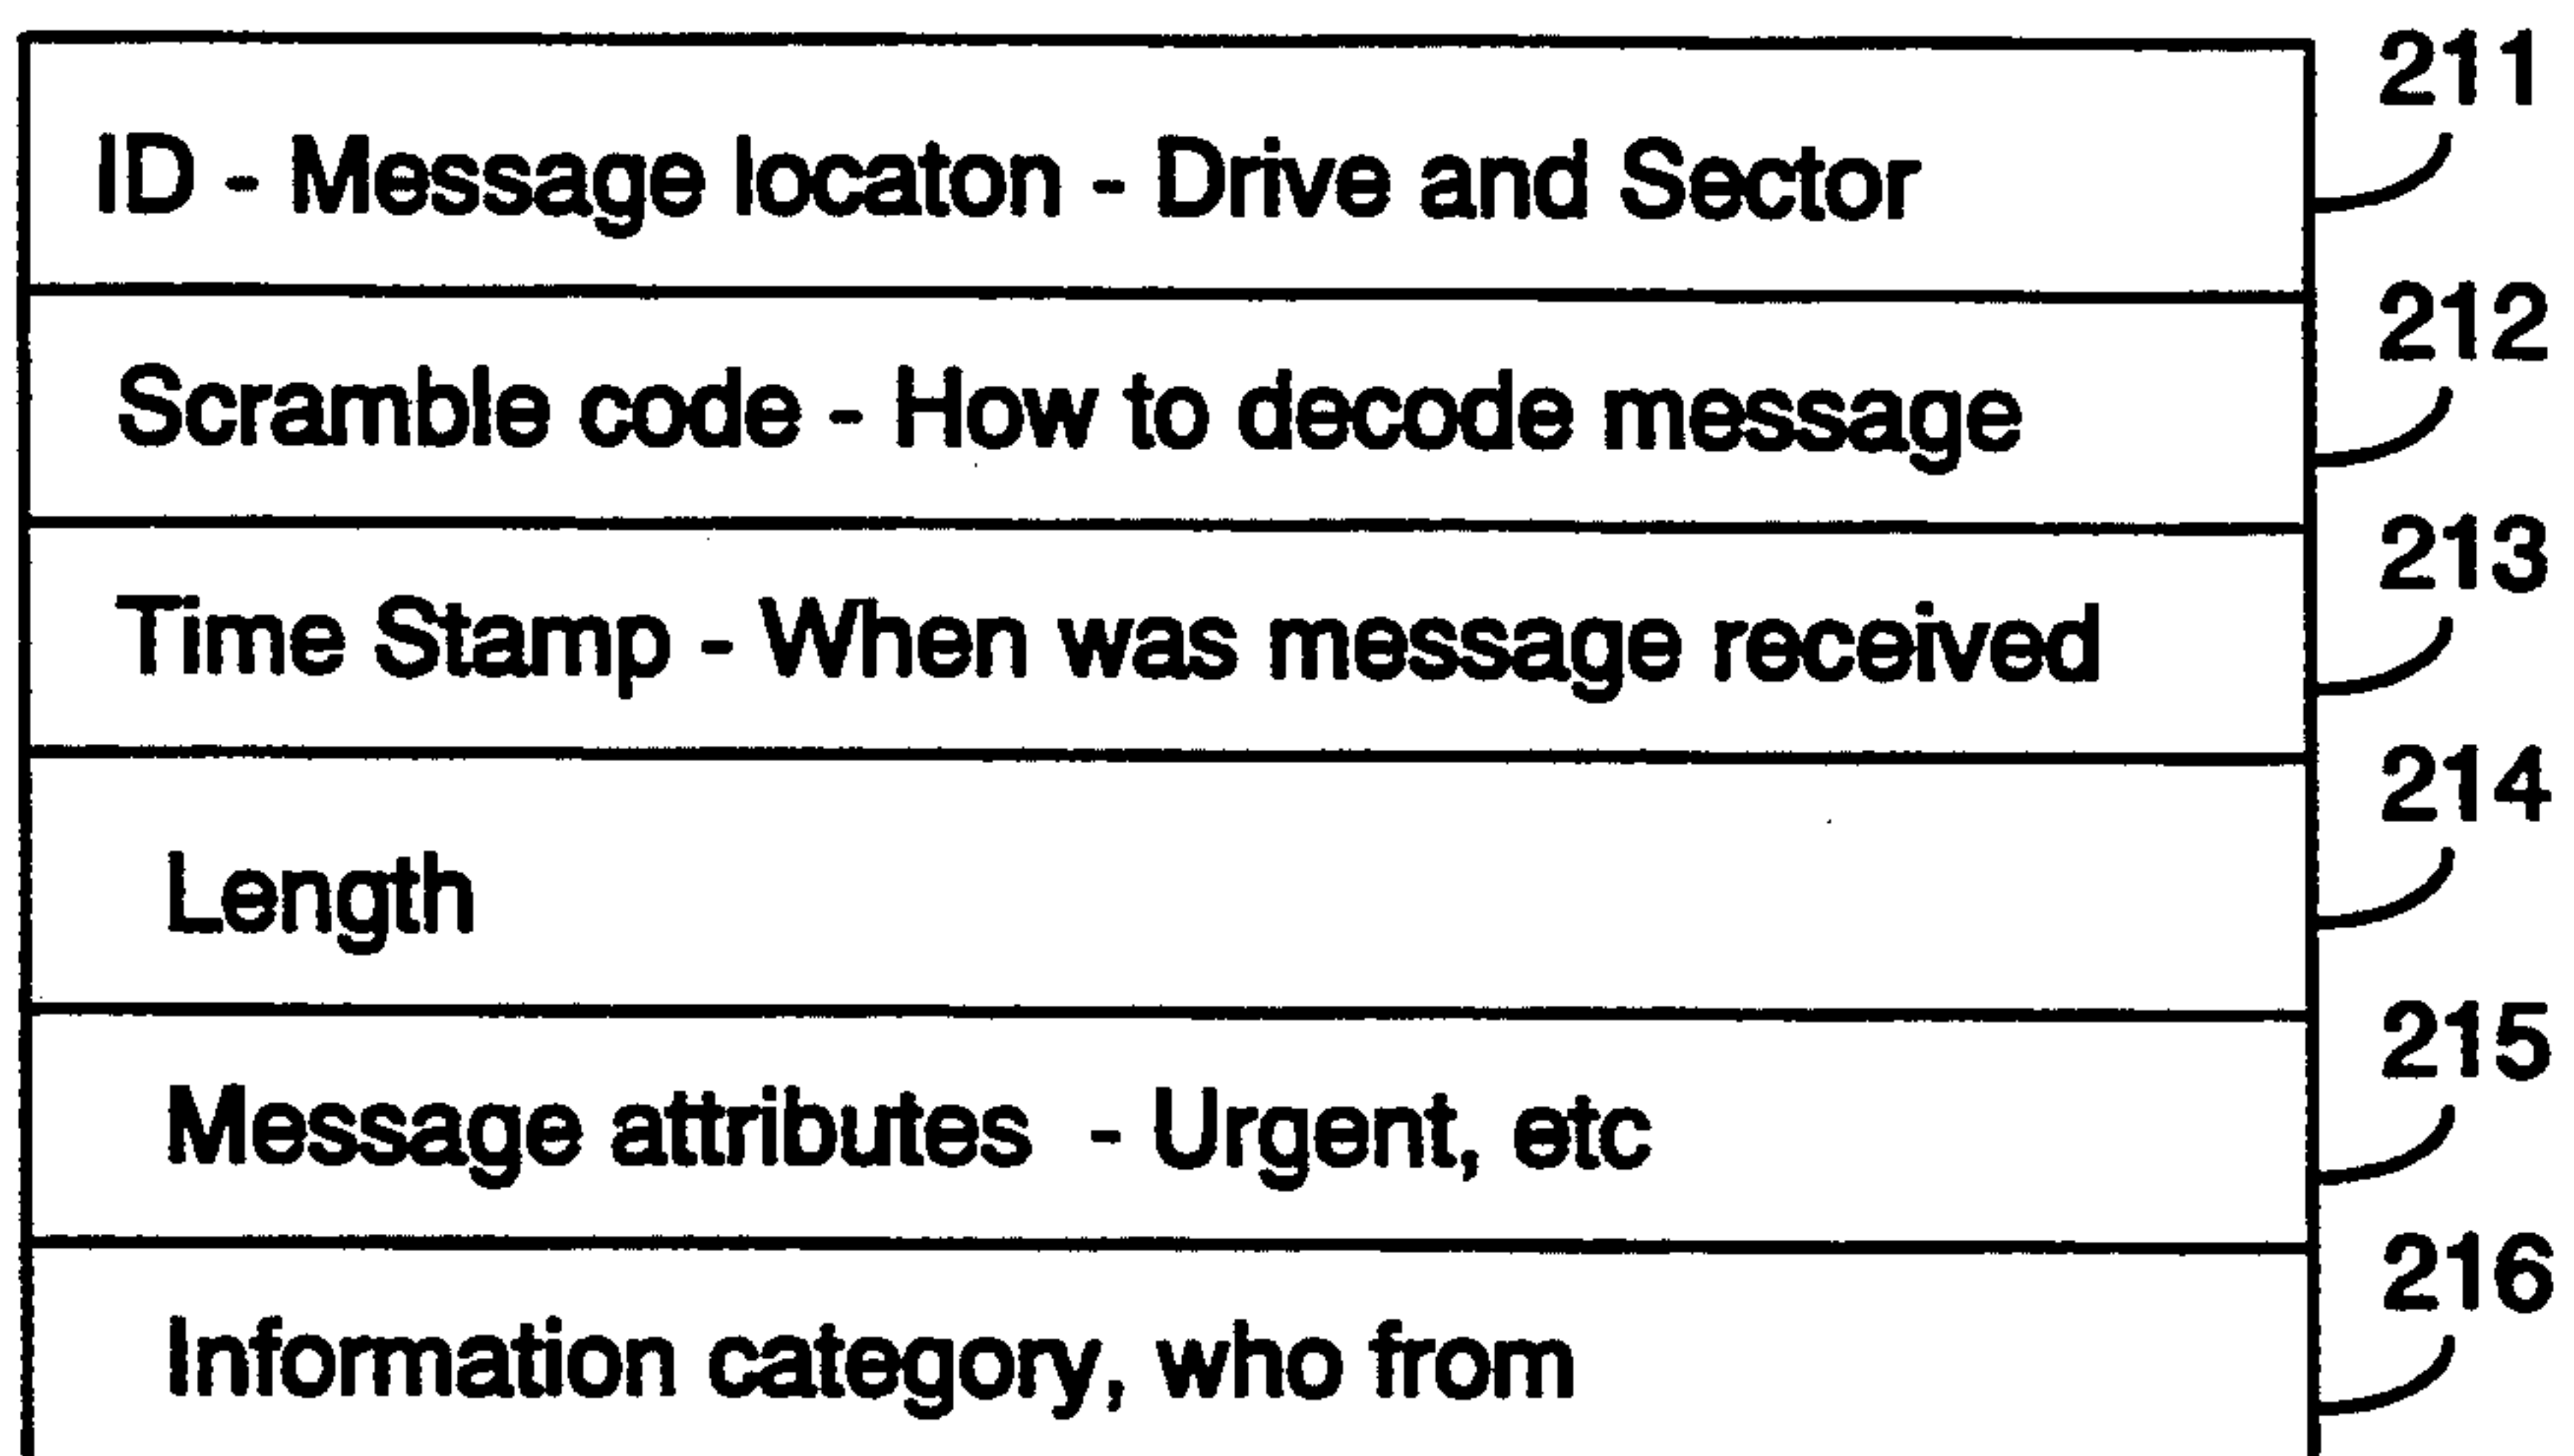 211
ID - Message locaton - Drive and Sector
212
Scramble code - How to decode message
213
Time Stamp - When was message received
214
Length
215
Message attributes - Urgent, etc
216
Information category, who from